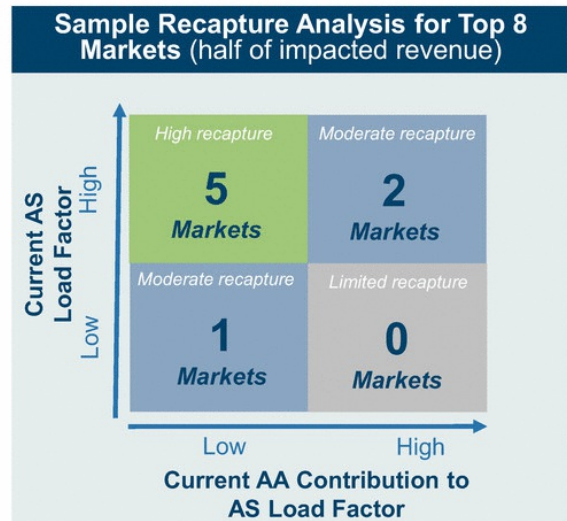 Sample Recapture Analysis for Top 8
Markets (half of impacted revenue)
High recapture
5
Markets
Moderate recapture
2
Markets
Moderate recapture
1
Markets
Limited recapture
0
Markets
Current AS
Load Factor
High
Low
Low
High
Current AA Contribution to
AS Load Factor